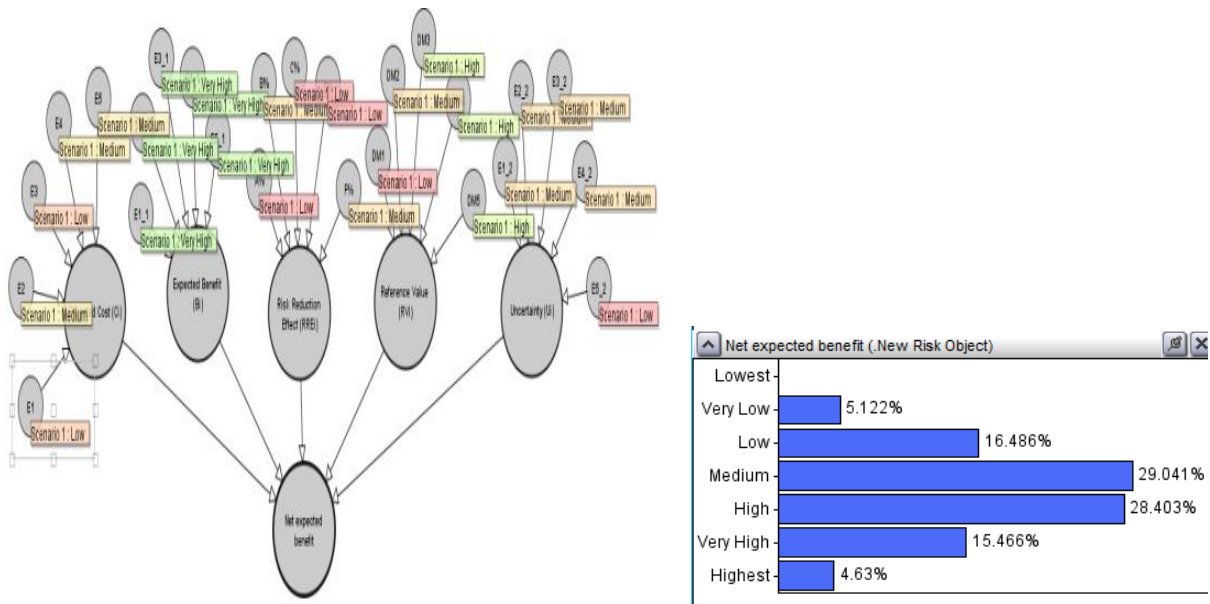 E3_1
C%
DM3
Scenario 1 : High
E5
Scenario 1 : Very High
B%
Scenario 1 : Low
DM2
E2_2
E3_2
Scenario 1 : Very High
Scenario 1 : Medium
Scenario 1 : Low
Scenario 1 : Medium
Scenario 1 : Medium
E4
Scenario 1 : Medium
Scenario 1 : High
Scenario 1 :
Scenario 1 : Medium
Scenario 1 : Very High
DM1
E1_2
E4_2
E3
Scenario 1 : Very High
Scenario 1 : Low
P%
DM5
Scenario 1 : Medium
Scenario 1 : Medium
Scenario 1 : Low
E1_1
Scenario 1 : Low
Scenario 1 : Medium
Scenario 1 : High
Scenario 1 : Very High
E2
Scenario 1 : Medium
Cost (Ci)
Expected Benefit
(Bi)
Risk Reduction
Effect (RREi)
Reference Value
(RVi)
Uncertainty (Ui)
E5_2
Scenario 1 : Low
E1
Scenario 1 : Low
Net expected
benefit
Net expected benefit (.New Risk Object)
Lowest
Very Low 5.122%
Low 16.486%
Medium 29.041%
High 28.403%
Very High 15.466%
Highest 4.63%